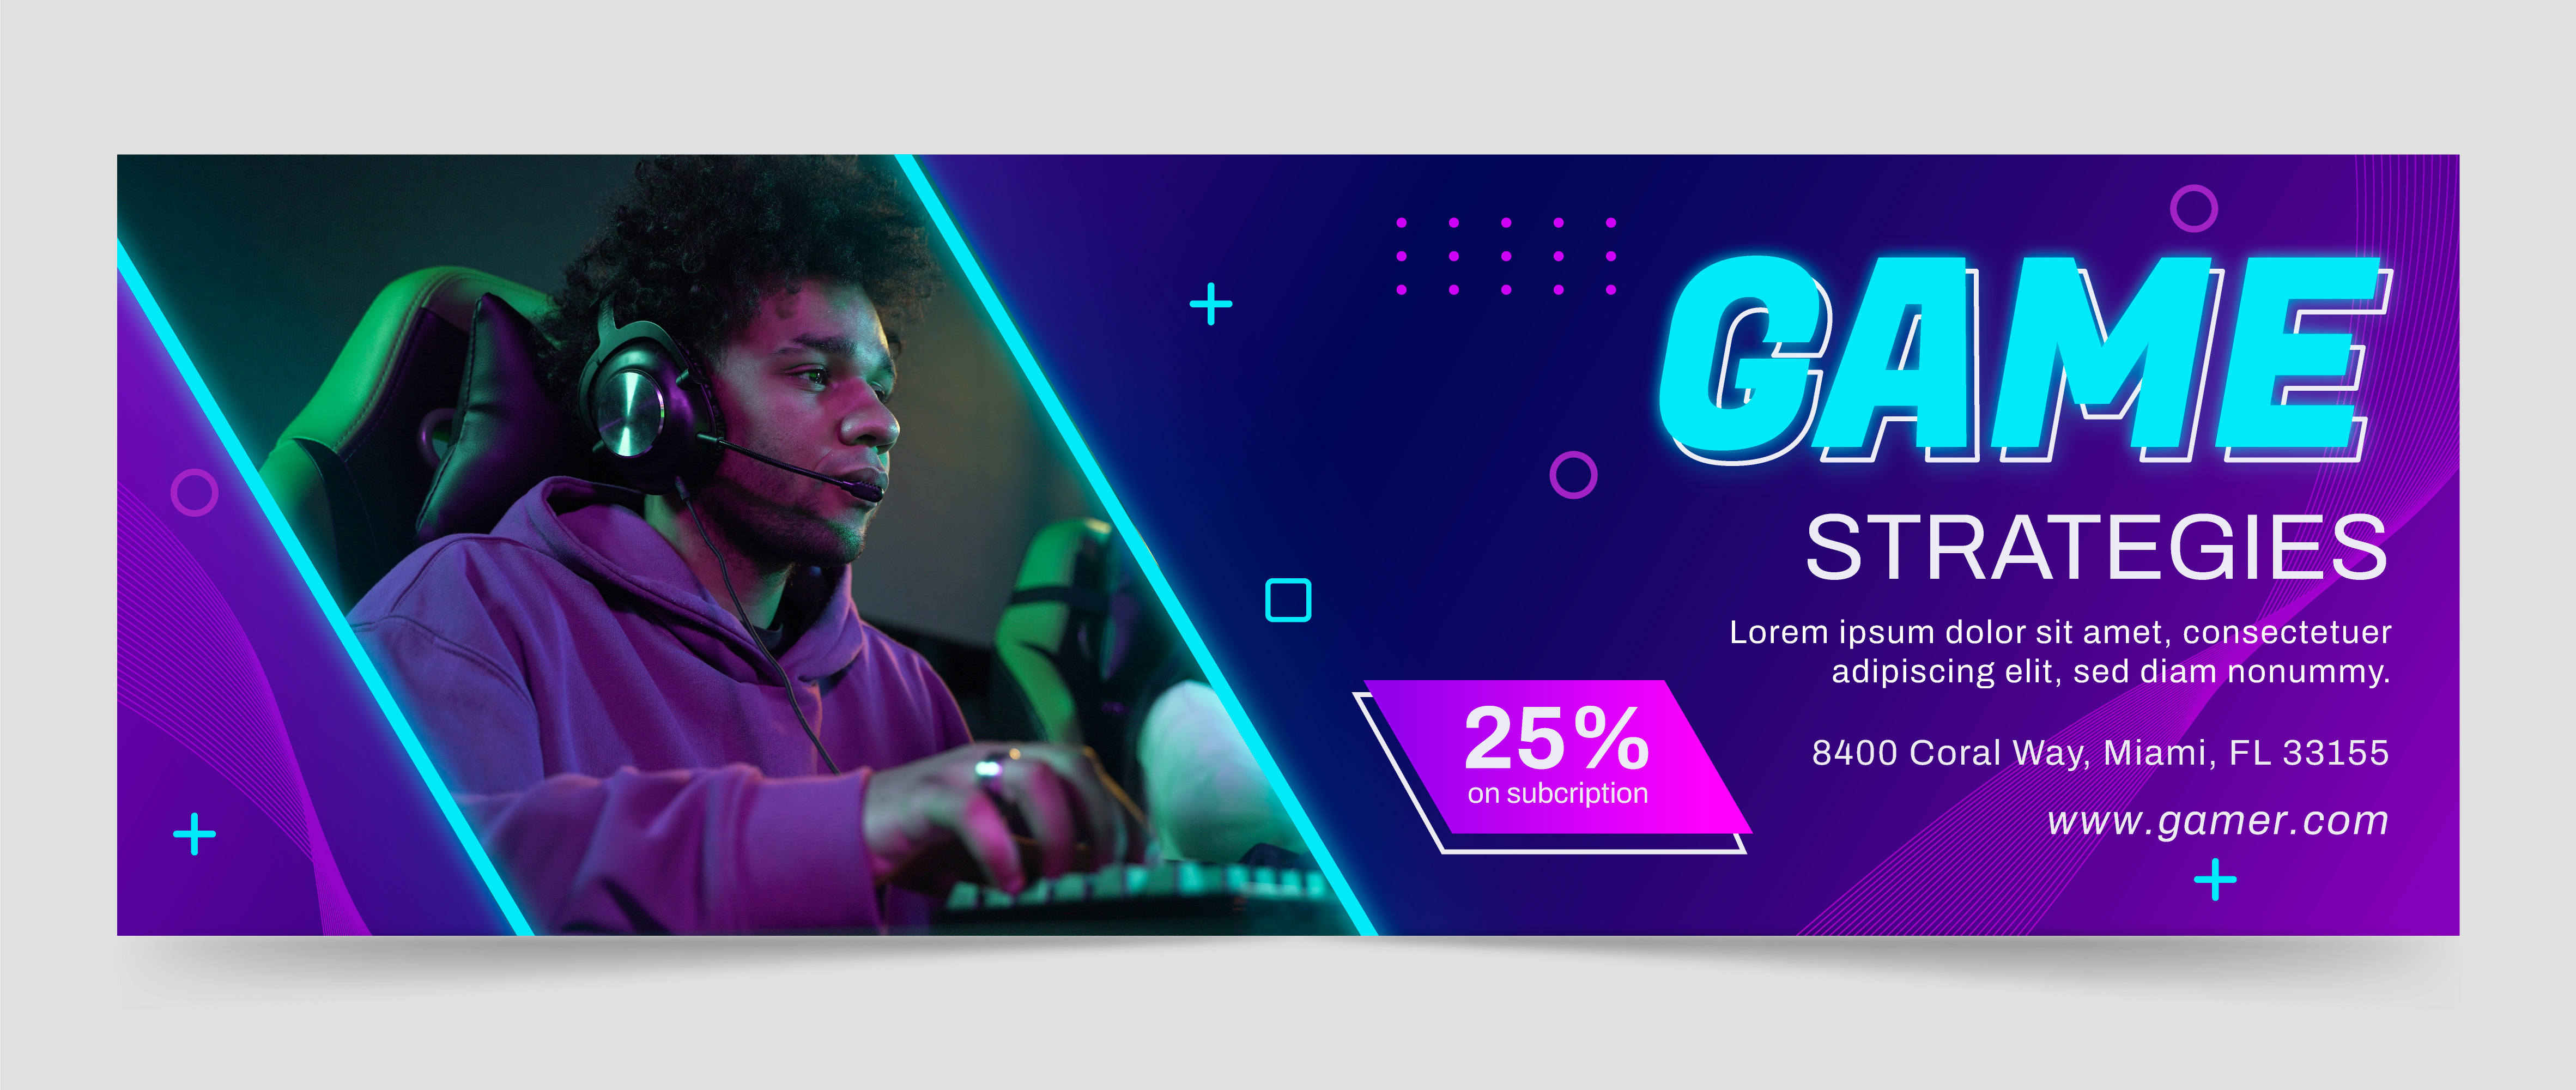 GAME
STRATEGIES
Lorem ipsum dolor sit amet, consectetuer
adipiscing elit, sed diam nonummy.
25%
on subcription
8400 Coral Way, Miami, FL 33155
www.gamer.com